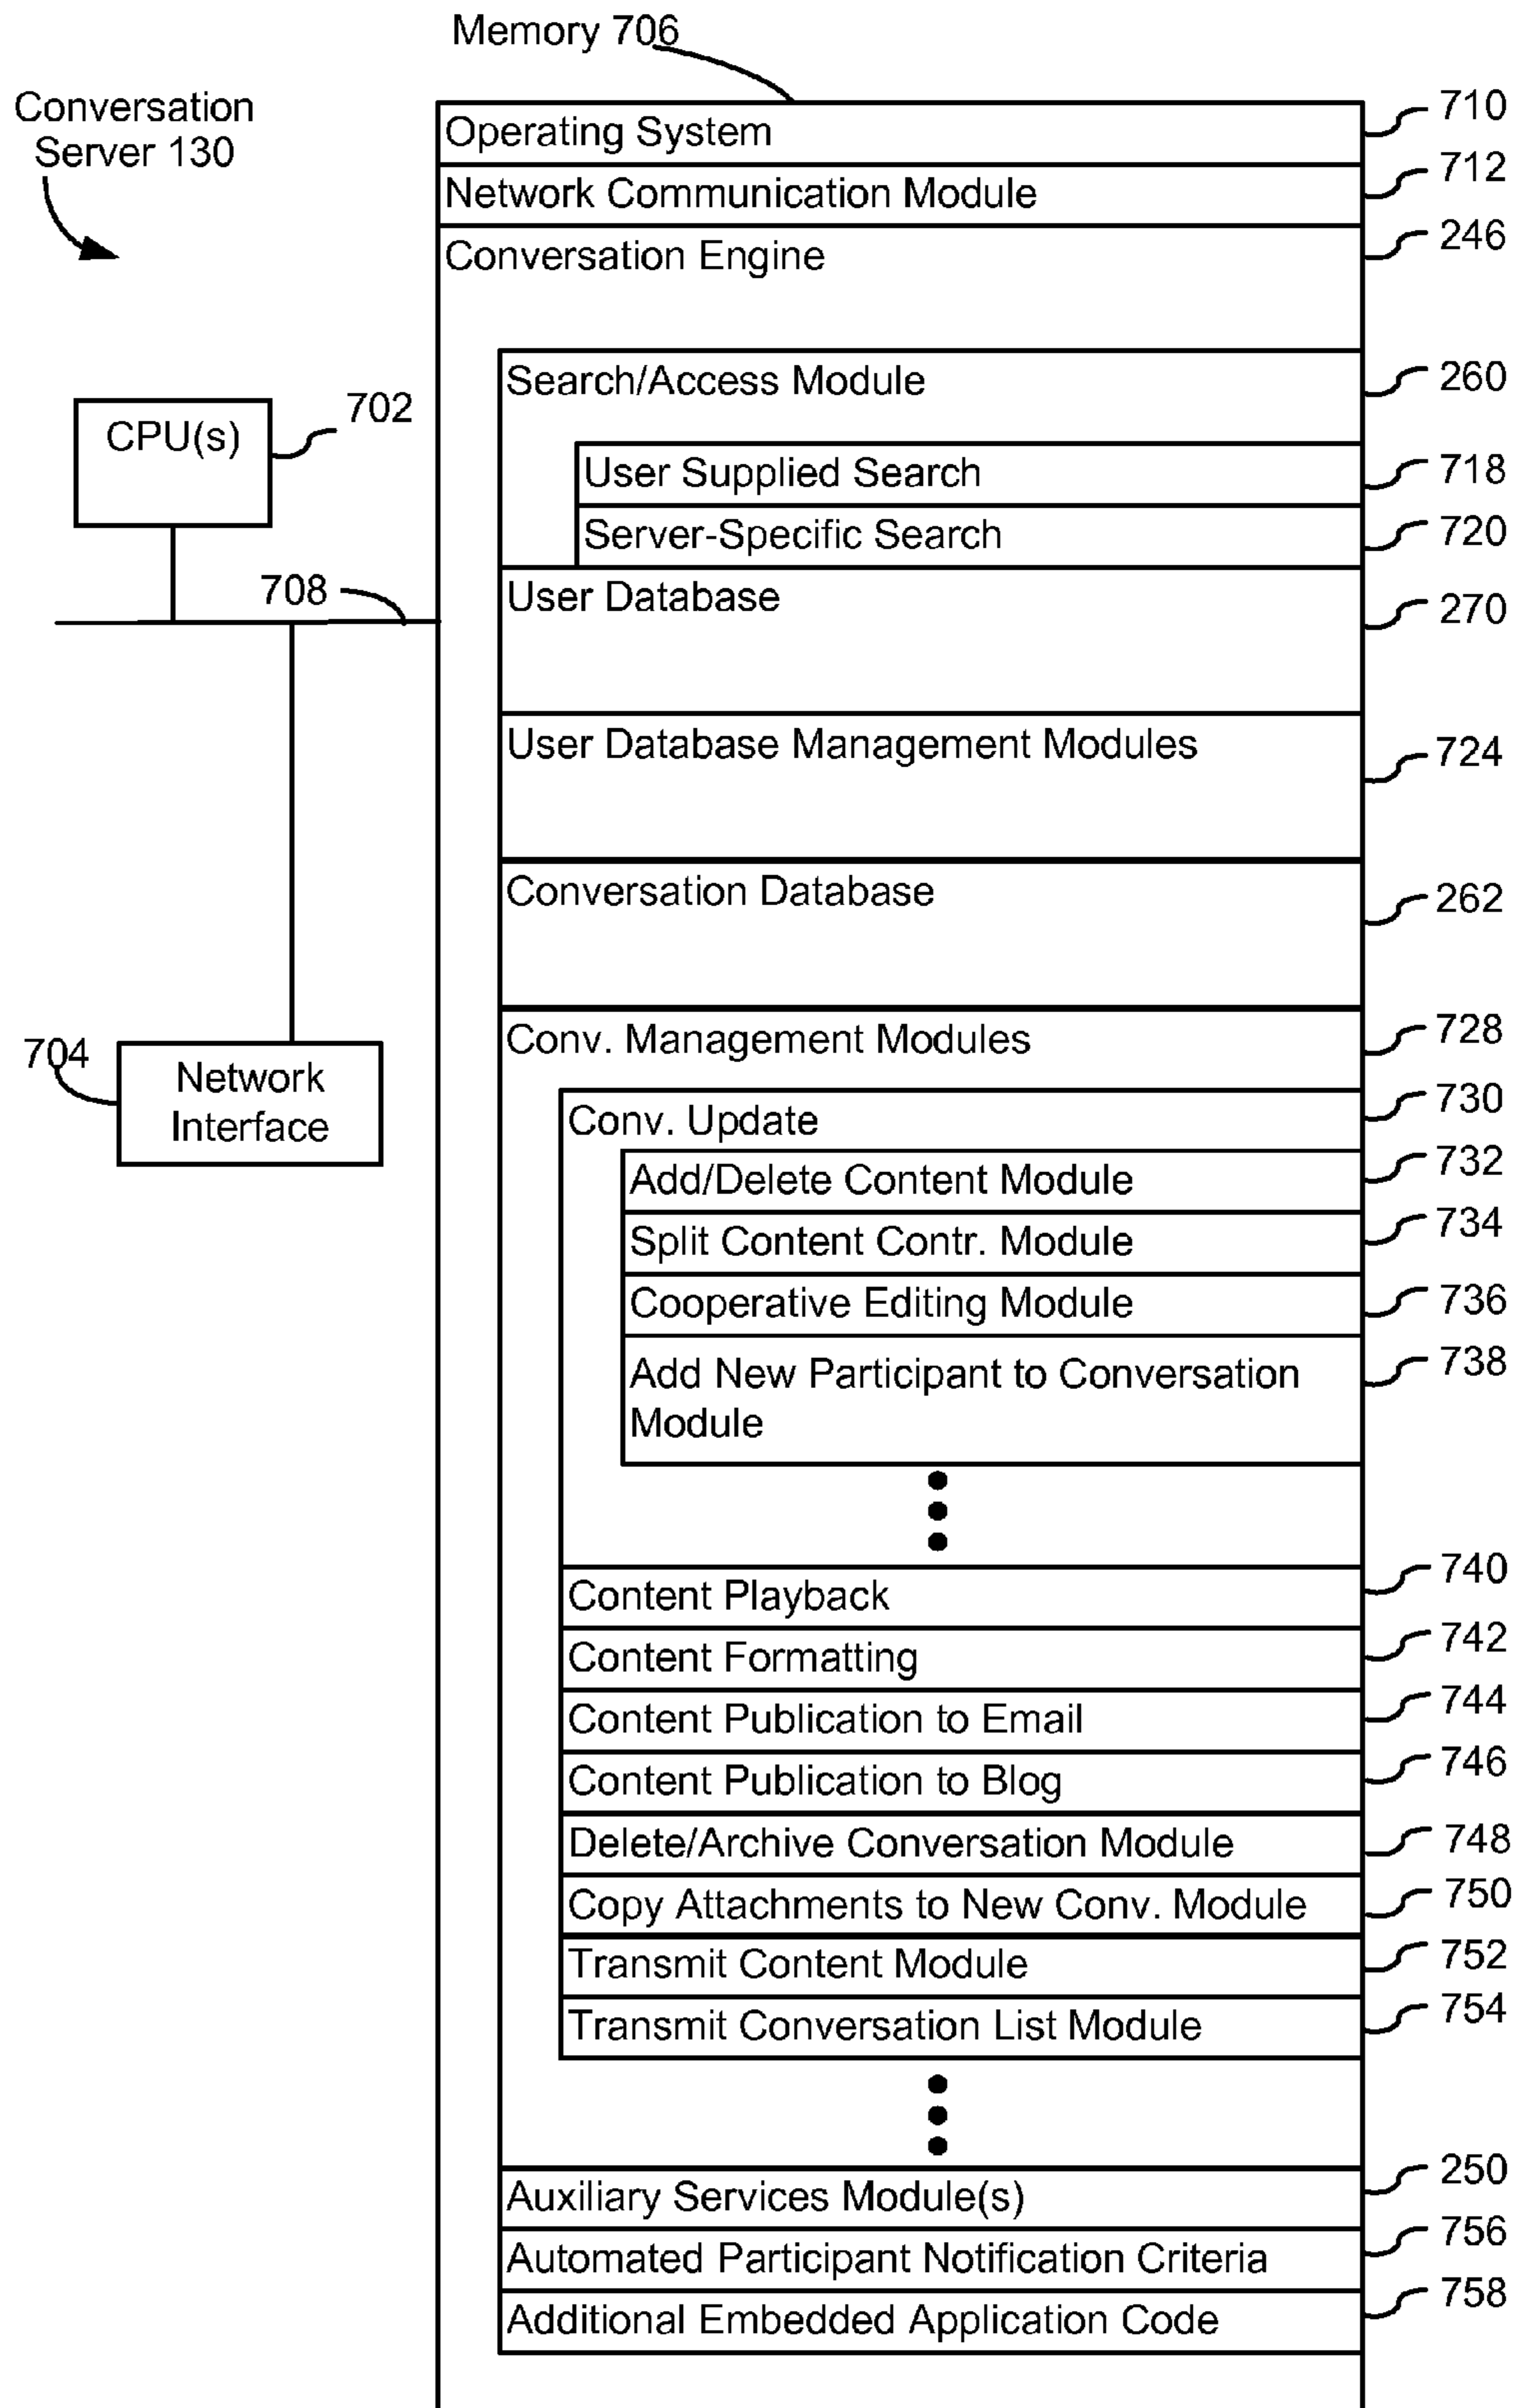 Memory 706
Conversation
Server 130
Operating System
710
Network Communication Module
712
Conversation Engine
246
Search/Access Module
260
CPU(s)
702
User Supplied Search
718
Server-Specific Search
720
708
User Database
270
User Database Management Modules
724
Conversation Database
262
Conv. Management Modules
728
704
Network
Interface
Conv. Update
730
Add/Delete Content Module
732
Split Content Contr. Module
734
Cooperative Editing Module
736
Add New Participant to Conversation
Module
738
Content Playback
740
Content Formatting
742
Content Publication to Email
744
Content Publication to Blog
746
Delete/Archive Conversation Module
748
Copy Attachments to New Conv. Module
750
Transmit Content Module
752
Transmit Conversation List Module
754
Auxiliary Services Module(s)
250
Automated Participant Notification Criteria
756
Additional Embedded Application Code
758